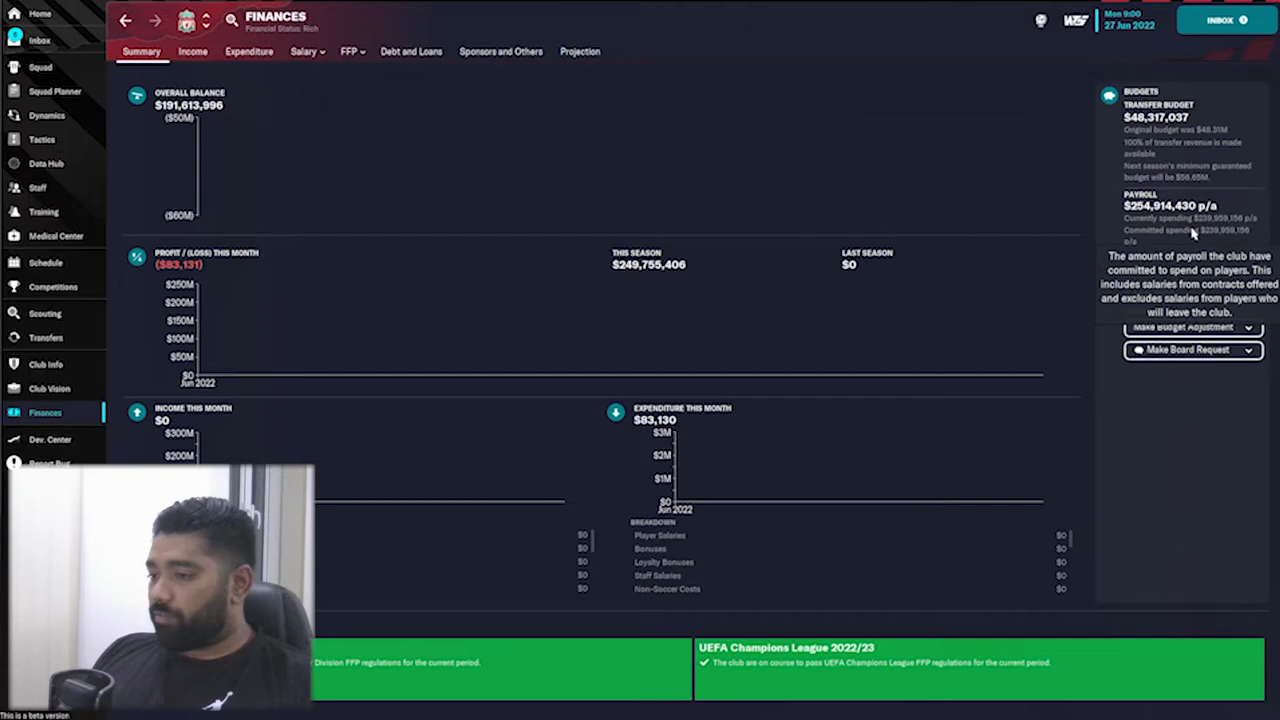 Home
Inbox
Squad
Squad Planner
Dynamics
Tactics
Data Hub
Staff
Training
Medical Center
Schedule
Competitions
Scouting
Transfers
Club Info
Club Vision
Finances
Dev. Center
FINANCES
Financial Status: Rich
Mon 9:00
27 Jun 2022
INBOX
Summary
Income
Expenditure
Salary
FFP
Debt and Loans
Sponsors and Others
Projection
OVERALL BALANCE
$191,613,996
($50M)
($60M)
PROFIT / (LOSS) THIS MONTH
($83,131)
THIS SEASON
$249,755,406
LAST SEASON
$0
$250M
$200M
$150M
$100M
$50M
$0
Jun 2022
INCOME THIS MONTH
$0
$300M
$200M
$0
$0
$0
$0
$0
EXPENDITURE THIS MONTH
$83,130
$3M
$2M
$1M
$0
Jun 2022
BREAKDOWN
Player Salaries $0
Bonuses $0
Loyalty Bonuses $0
Staff Salaries $0
Non-Soccer Costs $0
BUDGETS
TRANSFER BUDGET
$48,317,037
Original budget was $48.31M
100% of transfer revenue is made
available
Next season's minimum guaranteed
budget will be $56.65M.
PAYROLL
$254,914,430 p/a
Currently spending $239,959,156 p/a
Committed spending $239,959,156
p/a
The amount of payroll the club have
committed to spend on players. This
includes salaries from contracts offered
and excludes salaries from players who
will leave the club.
Make Budget Adjustment
Make Board Request
Division FFP regulations for the current period.
UEFA Champions League 2022/23
The club are on course to pass UEFA Champions League FFP regulations for the current period.
This is a beta version